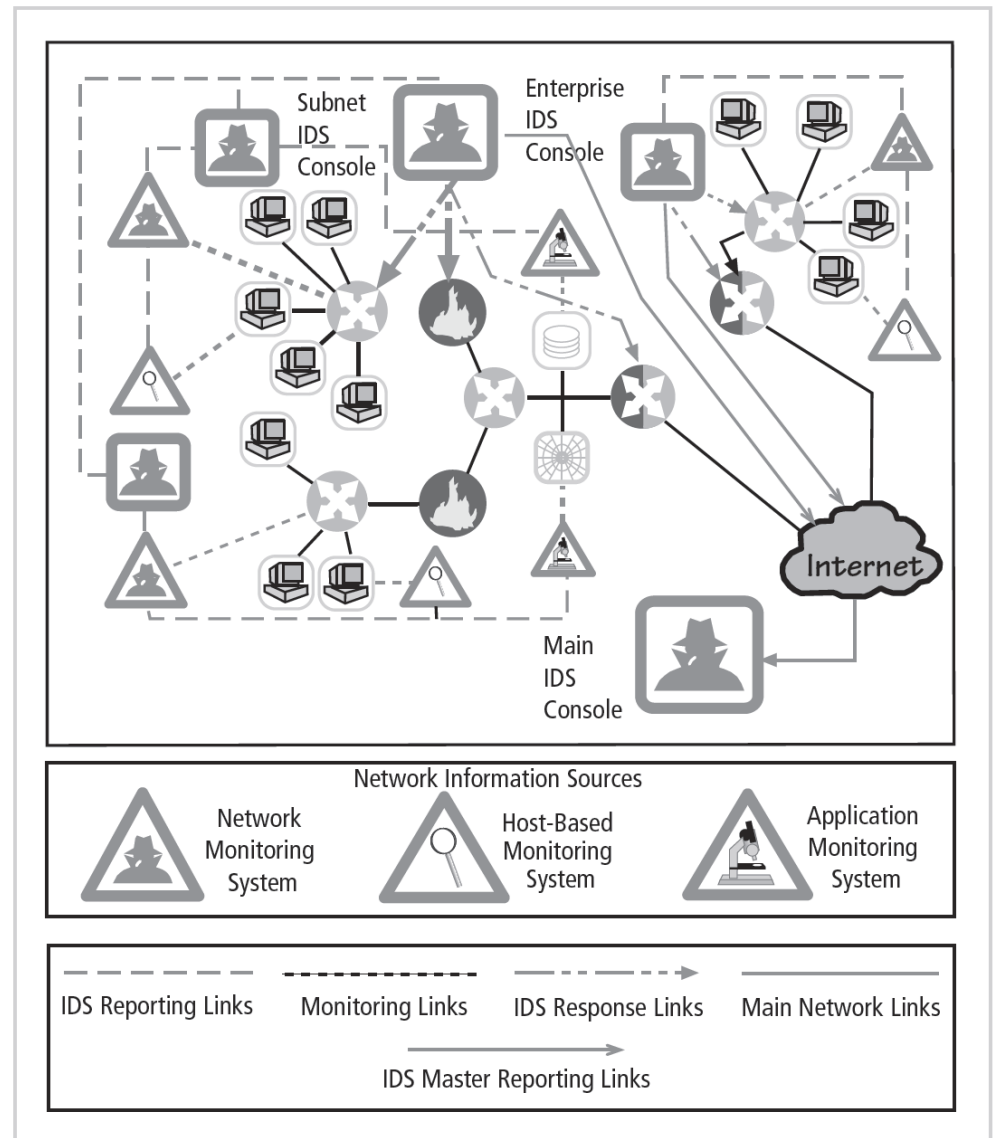 Subnet
IDS
Console
Enterprise
IDS
Console
Internet
Main
IDS
Console
Network Information Sources
Network
Monitoring
System
Host-Based
Monitoring
System
Application
Monitoring
System
IDS Reporting Links
Monitoring Links
IDS Response Links
Main Network Links
IDS Master Reporting Links